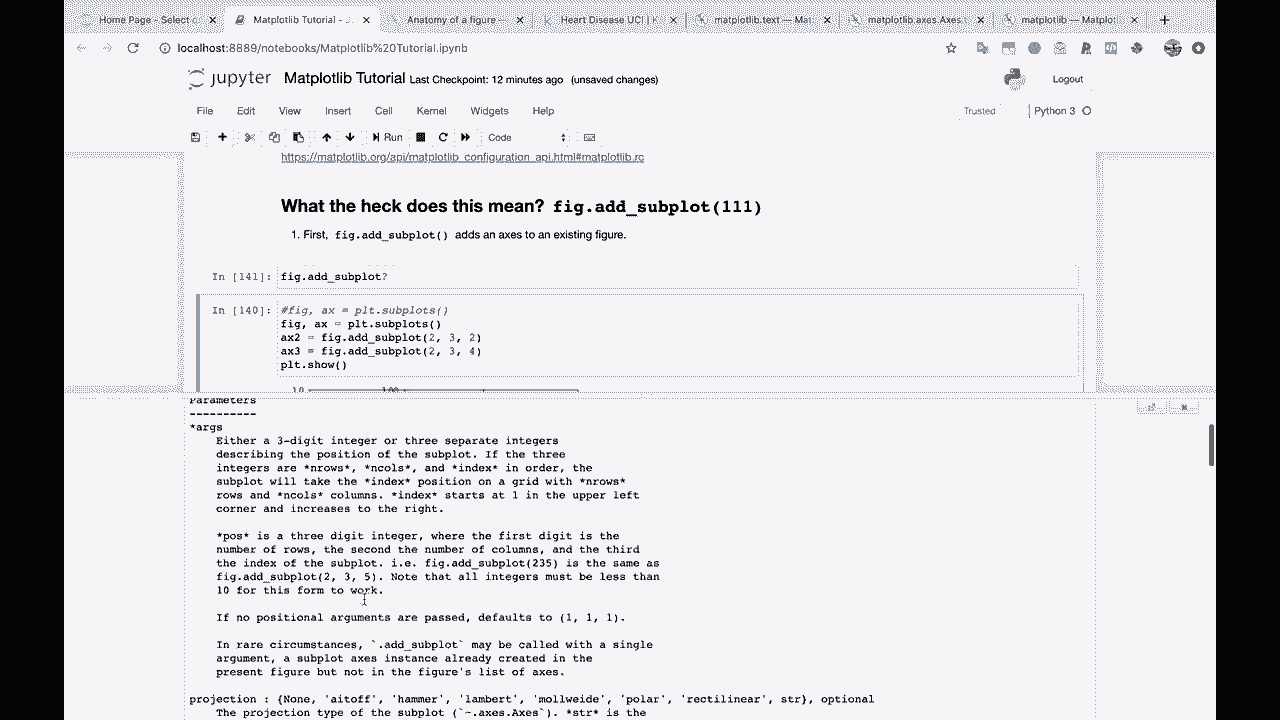 Home Page - Select o
Matplotlib Tutorial - J
Anatomy of a figure —
Heart Disease UCI | K
matplotlib.text — Mat
matplotlib.axes.Axes.
matplotlib — Matplotl
localhost:8889/notebooks/Matplotlib%20Tutorial.ipynb
jupyter Matplotlib Tutorial Last Checkpoint: 12 minutes ago (unsaved changes)
Logout
File Edit View Insert Cell Kernel Widgets Help
Trusted
Python 3
Run
Code
https://matplotlib.org/api/matplotlib_configuration_api.html#matplotlib.rc
What the heck does this mean? fig.add_subplot(111)
1. First, fig.add_subplot() adds an axes to an existing figure.
In [141]: fig.add_subplot?
In [140]: #fig, ax = plt.subplots()
fig, ax = plt.subplots()
ax2 = fig.add_subplot(2, 3, 2)
ax3 = fig.add_subplot(2, 3, 4)
plt.show()
1.0 1.00
Parameters
----------
*args
Either a 3-digit integer or three separate integers
describing the position of the subplot. If the three
integers are *nrows*, *ncols*, and *index* in order, the
subplot will take the *index* position on a grid with *nrows*
rows and *ncols* columns. *index* starts at 1 in the upper left
corner and increases to the right.
*pos* is a three digit integer, where the first digit is the
number of rows, the second the number of columns, and the third
the index of the subplot. i.e. fig.add_subplot(235) is the same as
fig.add_subplot(2, 3, 5). Note that all integers must be less than
10 for this form to work.
If no positional arguments are passed, defaults to (1, 1, 1).
In rare circumstances, `.add_subplot` may be called with a single
argument, a subplot axes instance already created in the
present figure but not in the figure's list of axes.
projection : {None, 'aitoff', 'hammer', 'lambert', 'mollweide', 'polar', 'rectilinear', str}, optional
The projection type of the subplot (`~.axes.Axes`). *str* is the